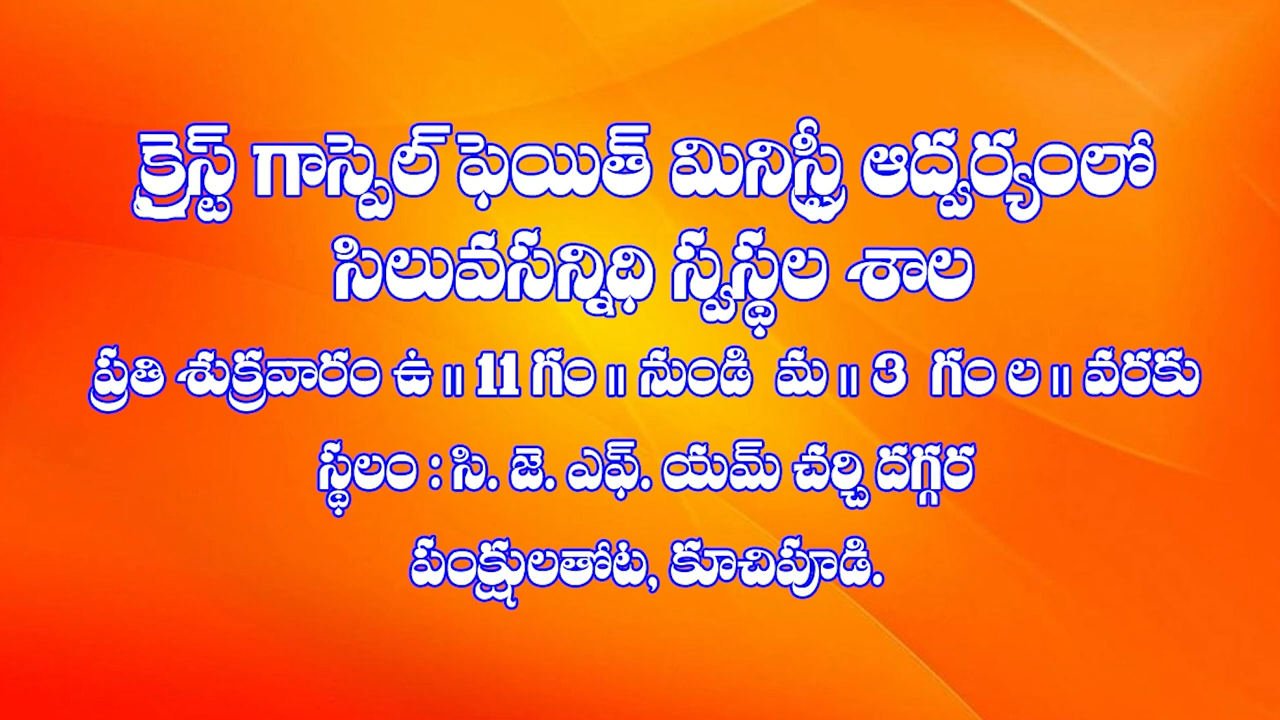 క్రైస్ట్ గాస్పెల్ ఫెయిత్ మినిస్ట్రీ ఆద్వర్యంలో
సిలువసన్నిధి స్వస్థల శాల
ప్రతి శుక్రవారం ఉ॥ 11 గం॥ నుండి మ॥ 3 గం ల॥ వరకు
స్థలం : సి. జె. ఎఫ్. యమ్ చర్చి దగ్గర
పంక్షులతోట, కూచిపూడి.